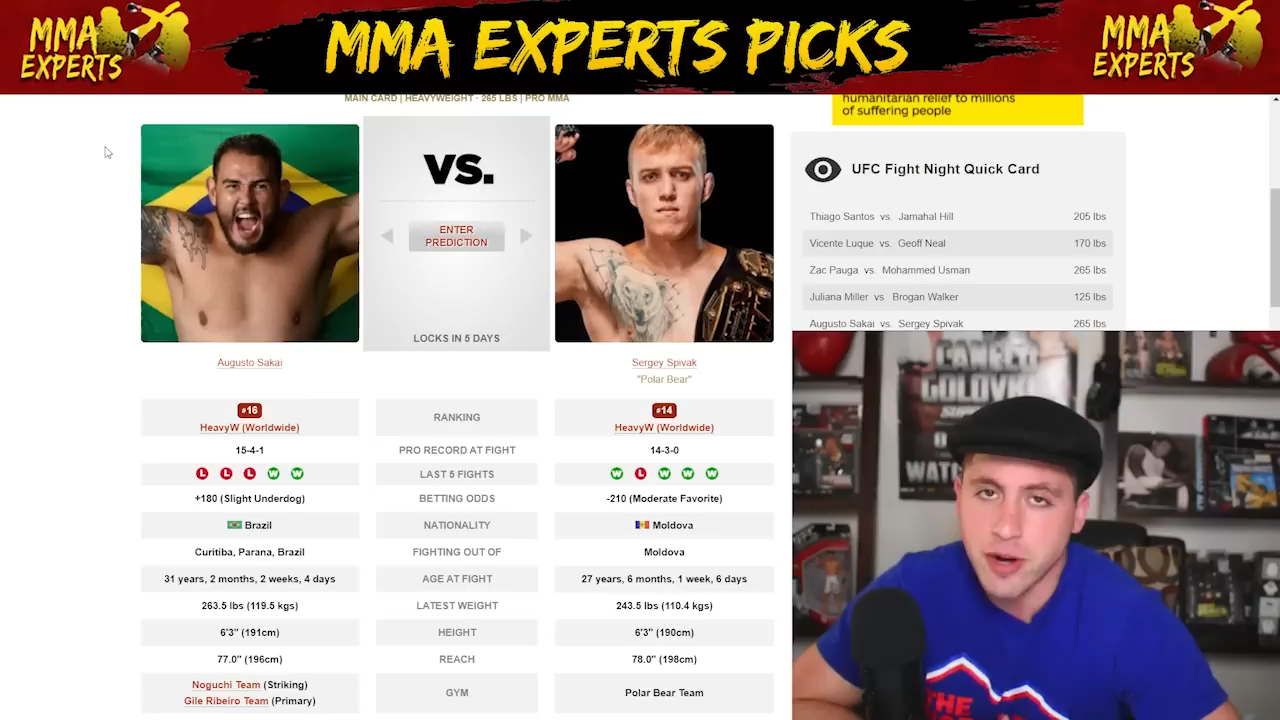 MMA
EXPERTS
MMA EXPERTS PICKS
MMA
EXPERTS
MAIN CARD | HEAVYWEIGHT · 265 LBS | PRO MMA
humanitarian relief to millions
of suffering people
VS.
ENTER
PREDICTION
LOCKS IN 5 DAYS
UFC Fight Night Quick Card
Thiago Santos vs. Jamahal Hill 205 lbs
Vicente Luque vs. Geoff Neal 170 lbs
Zac Pauga vs. Mohammed Usman 265 lbs
Juliana Miller vs Brogan Walker 125 lbs
Augusto Sakai vs. Sergey Spivak 265 lbs
Augusto Sakai Sergey Spivak
"Polar Bear"
#16 RANKING #14
HeavyW (Worldwide) HeavyW (Worldwide)
15-4-1 PRO RECORD AT FIGHT 14-3-0
L L L W W LAST 5 FIGHTS W L W W W
+180 (Slight Underdog) BETTING ODDS -210 (Moderate Favorite)
Brazil NATIONALITY Moldova
Curitiba, Parana, Brazil FIGHTING OUT OF Moldova
31 years, 2 months, 2 weeks, 4 days AGE AT FIGHT 27 years, 6 months, 1 week, 6 days
263.5 lbs (119.5 kgs) LATEST WEIGHT 243.5 lbs (110.4 kgs)
6'3" (191cm) HEIGHT 6'3" (190cm)
77.0" (196cm) REACH 78.0" (198cm)
Noguchi Team (Striking) GYM Polar Bear Team
Gile Ribeiro Team (Primary)
CANELO
GOLOVK
THE